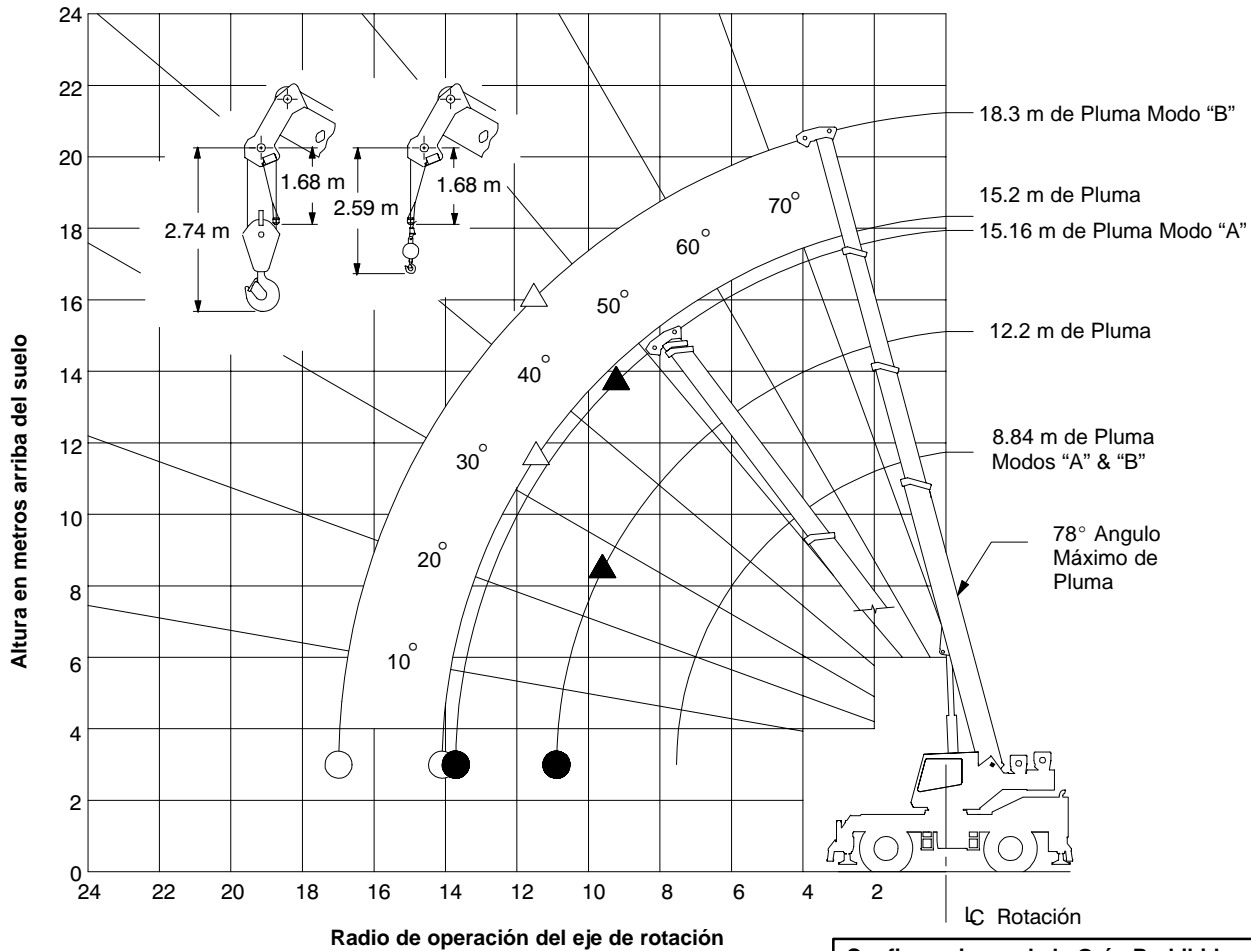 24
22
20
18
16
14
12
10
8
6
4
2
0
Altura en metros arriba del suelo
24
22
20
18
16
14
12
10
8
6
4
2
Radio de operación del eje de rotación
℄ Rotación
1.68 m
2.74 m
1.68 m
2.59 m
70°
60°
50°
40°
30°
20°
10°
18.3 m de Pluma Modo “B”
15.2 m de Pluma
15.16 m de Pluma Modo “A”
12.2 m de Pluma
8.84 m de Pluma
Modos “A” & “B”
78° Angulo
Máximo de
Pluma